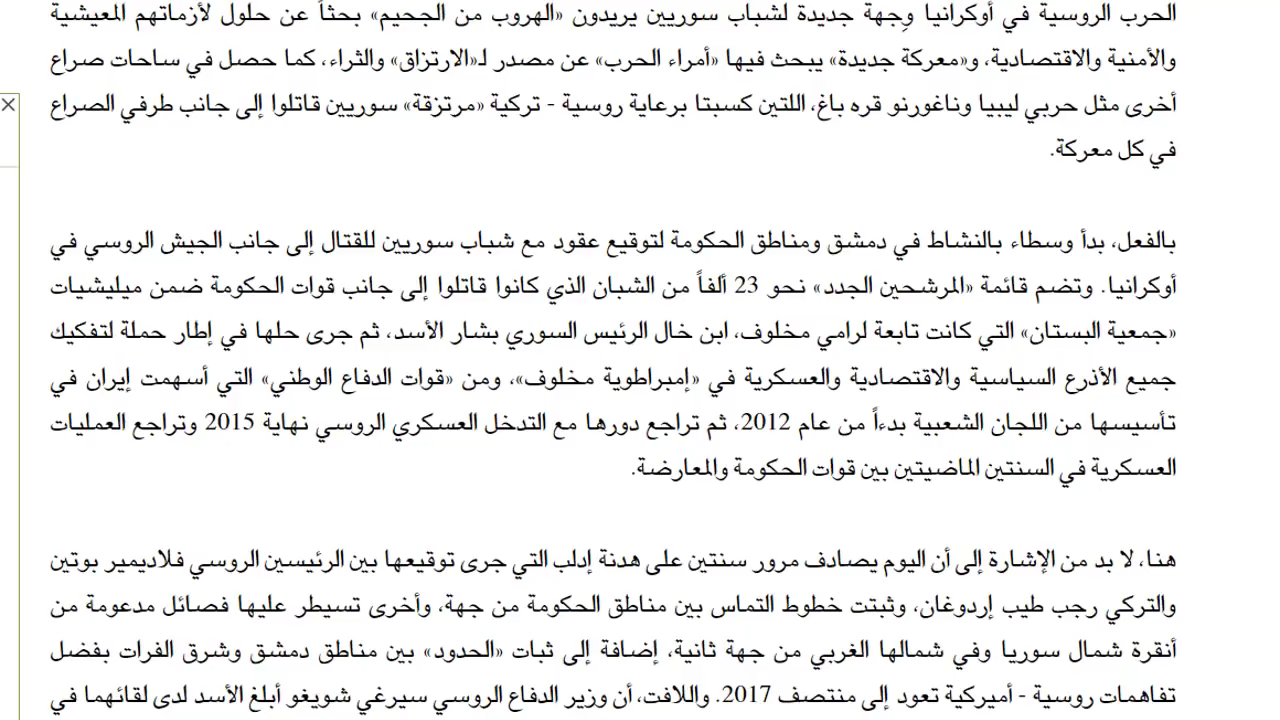 الحرب الروسية في أوكرانيا وِجهة جديدة لشباب سوريين يريدون «الهروب من الجحيم» بحثاً عن حلول لأزماتهم المعيشية
والأمنية والاقتصادية، و«معركة جديدة» يبحث فيها «أمراء الحرب» عن مصدر لـ«الارتزاق» والثراء، كما حصل في ساحات صراع
أخرى مثل حربي ليبيا وناغورنو قره باغ، اللتين كسبتا برعاية روسية - تركية «مرتزقة» سوريين قاتلوا إلى جانب طرفي الصراع
في كل معركة.
بالفعل، بدأ وسطاء بالنشاط في دمشق ومناطق الحكومة لتوقيع عقود مع شباب سوريين للقتال إلى جانب الجيش الروسي في
أوكرانيا. وتضم قائمة «المرشحين الجدد» نحو 23 ألفاً من الشبان الذي كانوا قاتلوا إلى جانب قوات الحكومة ضمن ميليشيات
«جمعية البستان» التي كانت تابعة لرامي مخلوف، ابن خال الرئيس السوري بشار الأسد، ثم جرى حلها في إطار حملة لتفكيك
جميع الأذرع السياسية والاقتصادية والعسكرية في «إمبراطوية مخلوف»، ومن «قوات الدفاع الوطني» التي أسهمت إيران في
تأسيسها من اللجان الشعبية بدءاً من عام 2012، ثم تراجع دورها مع التدخل العسكري الروسي نهاية 2015 وتراجع العمليات
العسكرية في السنتين الماضيتين بين قوات الحكومة والمعارضة.
هنا، لا بد من الإشارة إلى أن اليوم يصادف مرور سنتين على هدنة إدلب التي جرى توقيعها بين الرئيسين الروسي فلاديمير بوتين
والتركي رجب طيب إردوغان، وثبتت خطوط التماس بين مناطق الحكومة من جهة، وأخرى تسيطر عليها فصائل مدعومة من
أنقرة شمال سوريا وفي شمالها الغربي من جهة ثانية، إضافة إلى ثبات «الحدود» بين مناطق دمشق وشرق الفرات بفضل
تفاهمات روسية - أميركية تعود إلى منتصف 2017. واللافت، أن وزير الدفاع الروسي سيرغي شويغو أبلغ الأسد لدى لقائهما في